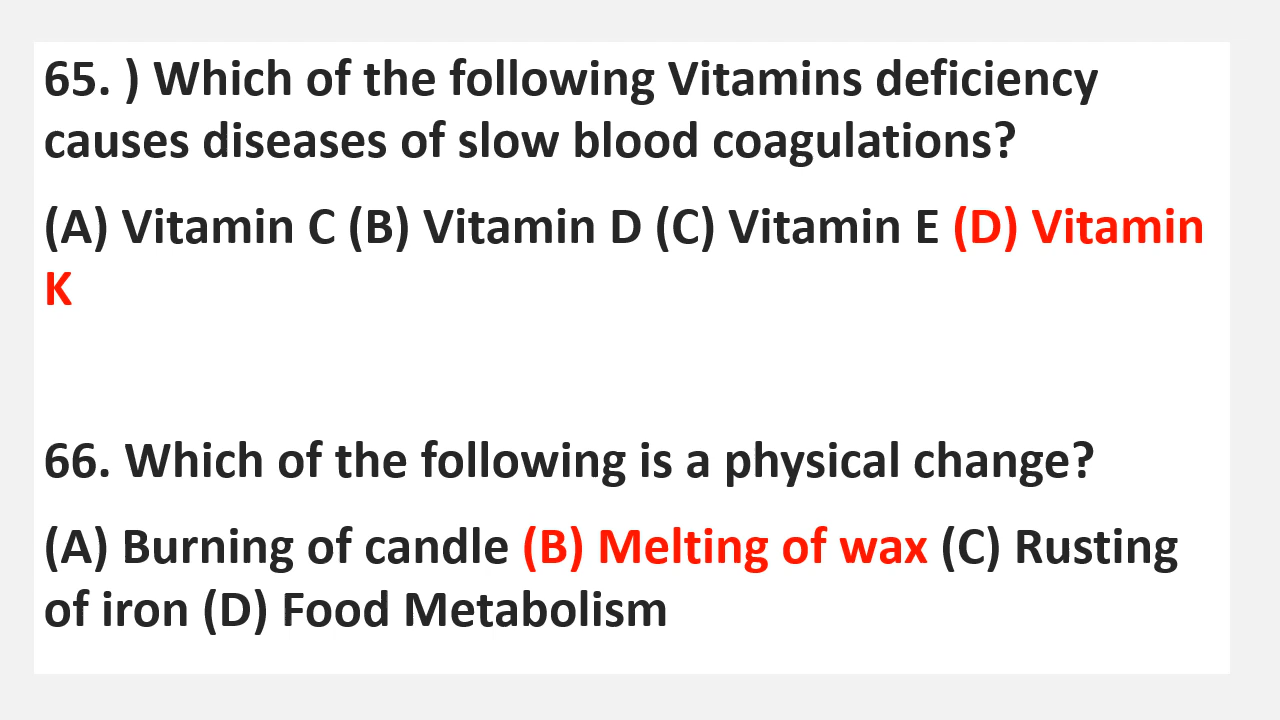 65. ) Which of the following Vitamins deficiency
causes diseases of slow blood coagulations?
(A) Vitamin C (B) Vitamin D (C) Vitamin E (D) Vitamin
K
66. Which of the following is a physical change?
(A) Burning of candle (B) Melting of wax (C) Rusting
of iron (D) Food Metabolism